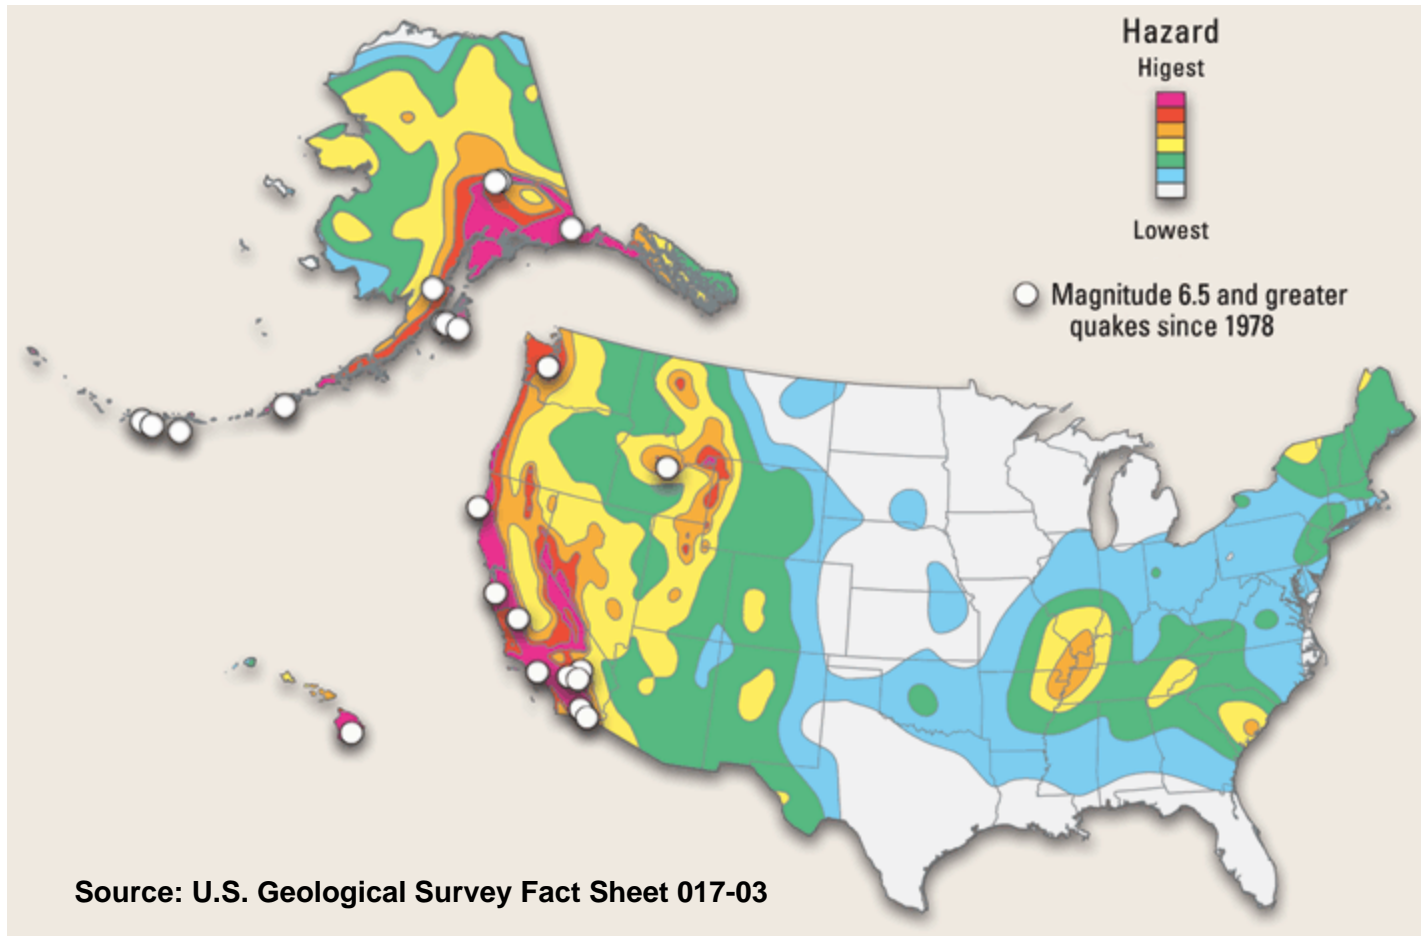 Hazard
Higest
Lowest
Magnitude 6.5 and greater
quakes since 1978
Source: U.S. Geological Survey Fact Sheet 017-03